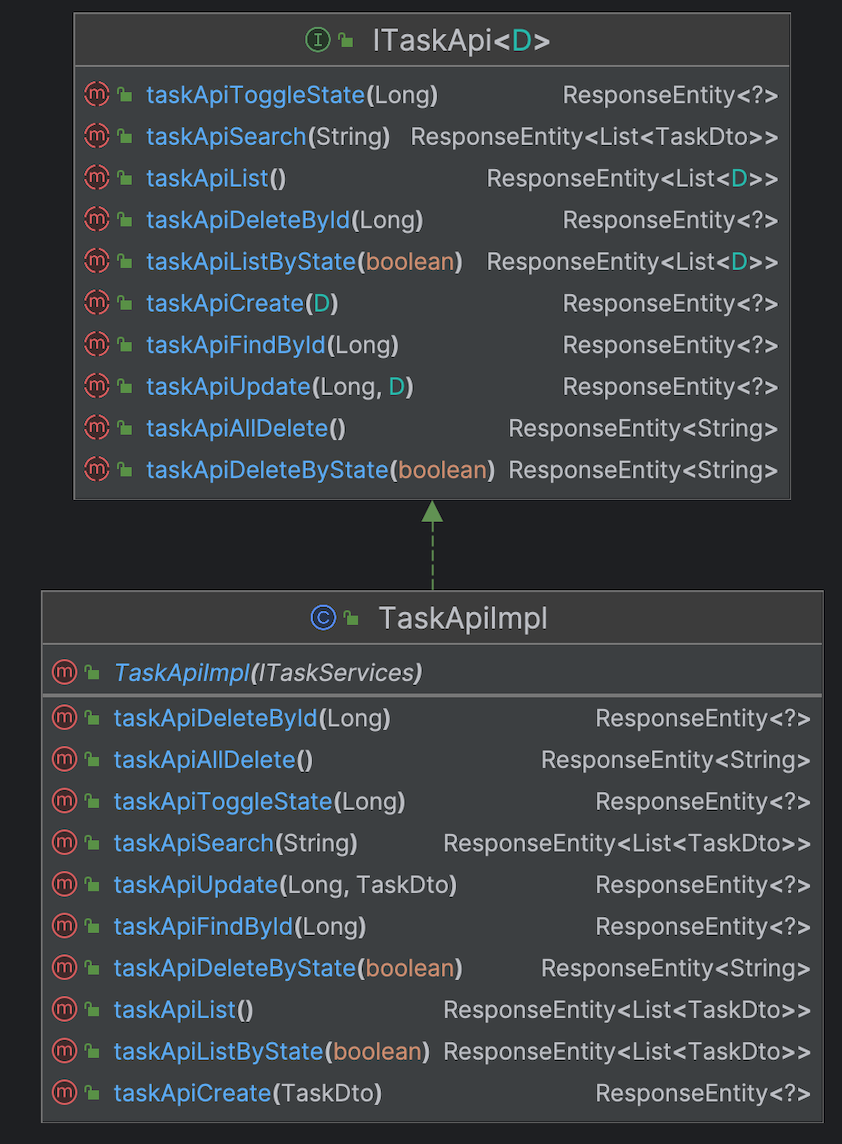 I ITaskApi<D>
m taskApiToggleState(Long) ResponseEntity<?>
m taskApiSearch(String) ResponseEntity<List<TaskDto>>
m taskApiList() ResponseEntity<List<D>>
m taskApiDeleteById(Long) ResponseEntity<?>
m taskApiListByState(boolean) ResponseEntity<List<D>>
m taskApiCreate(D) ResponseEntity<?>
m taskApiFindById(Long) ResponseEntity<?>
m taskApiUpdate(Long, D) ResponseEntity<?>
m taskApiAllDelete() ResponseEntity<String>
m taskApiDeleteByState(boolean) ResponseEntity<String>
C TaskApiImpl
m TaskApiImpl(ITaskServices)
m taskApiDeleteById(Long) ResponseEntity<?>
m taskApiAllDelete() ResponseEntity<String>
m taskApiToggleState(Long) ResponseEntity<?>
m taskApiSearch(String) ResponseEntity<List<TaskDto>>
m taskApiUpdate(Long, TaskDto) ResponseEntity<?>
m taskApiFindById(Long) ResponseEntity<?>
m taskApiDeleteByState(boolean) ResponseEntity<String>
m taskApiList() ResponseEntity<List<TaskDto>>
m taskApiListByState(boolean) ResponseEntity<List<TaskDto>>
m taskApiCreate(TaskDto) ResponseEntity<?>